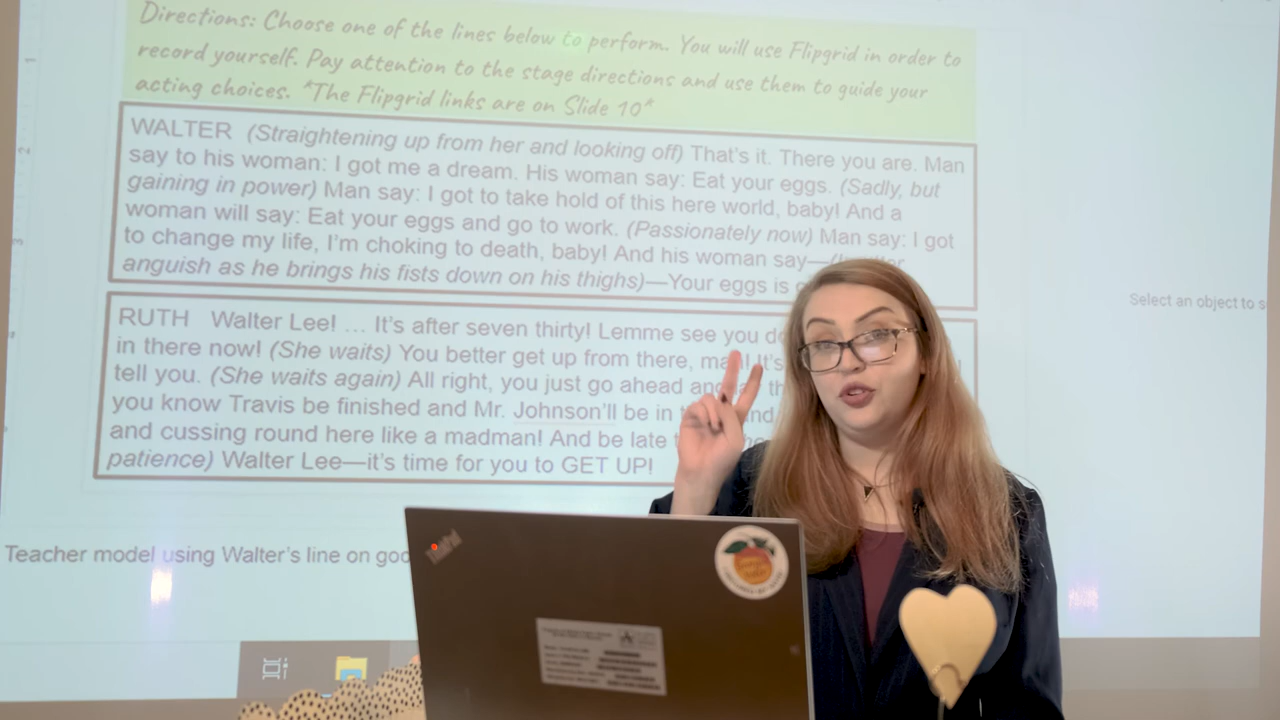 Directions: Choose one of the lines below to perform. You will use Flipgrid in order to
record yourself. Pay attention to the stage directions and use them to guide your
acting choices. *The Flipgrid links are on Slide 10*
WALTER (Straightening up from her and looking off) That's it. There you are. Man
say to his woman: I got me a dream. His woman say: Eat your eggs. (Sadly, but
gaining in power) Man say: I got to take hold of this here world, baby! And a
woman will say: Eat your eggs and go to work. (Passionately now) Man say: I got
to change my life, I'm choking to death, baby! And his woman say—
anguish as he brings his fists down on his thighs)—Your eggs is
Select an object to s
RUTH Walter Lee! ... It's after seven thirty! Lemme see you
in there now! (She waits) You better get up from there, It's
tell you. (She waits again) All right, you just go ahead
you know Travis be finished and Mr. Johnson'll be in
and cussing round here like a madman! And be late
patience) Walter Lee—it's time for you to GET UP!
Teacher model using Walter's line on